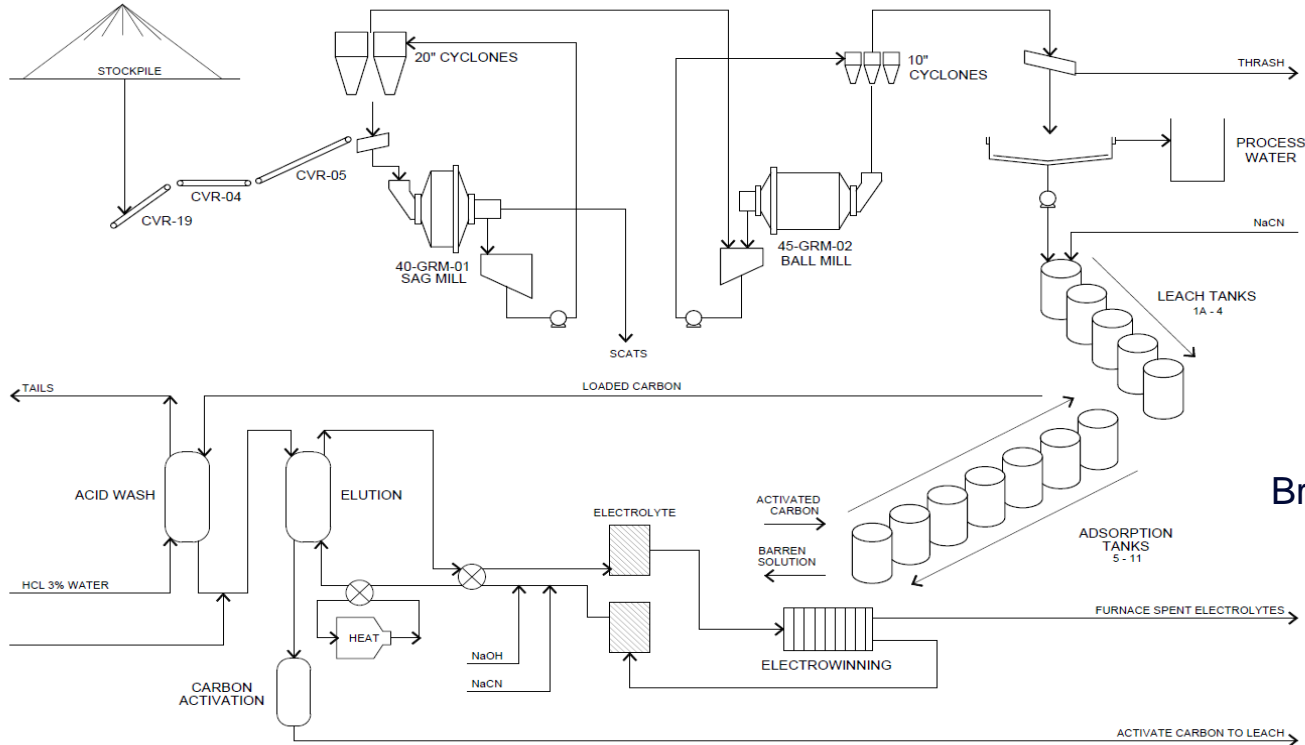 STOCKPILE
CVR-19
CVR-04
CVR-05
20" CYCLONES
40-GRM-01
SAG MILL
SCATS
10"
CYCLONES
45-GRM-02
BALL MILL
THRASH
PROCESS
WATER
NaCN
LEACH TANKS
1A - 4
TAILS
LOADED CARBON
ACID WASH
ELUTION
HCL 3% WATER
HEAT
CARBON
ACTIVATION
NaOH
NaCN
ELECTROLYTE
ACTIVATED
CARBON
BARREN
SOLUTION
ADSORPTION
TANKS
5 - 11
Br
ELECTROWINNING
FURNACE SPENT ELECTROLYTES
ACTIVATE CARBON TO LEACH